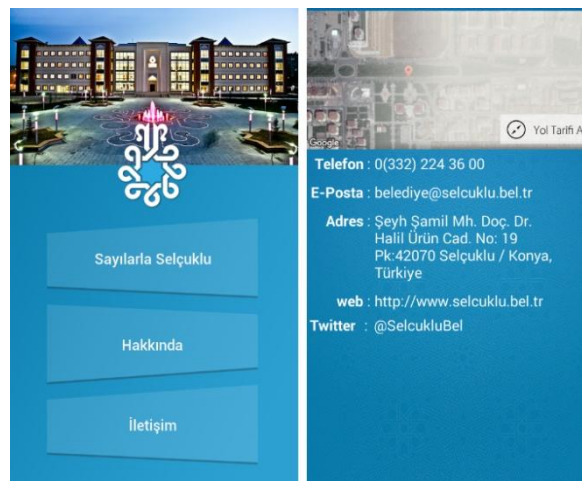 Sayılarla Selçuklu
Hakkında
İletişim
Google
Yol Tarifi A
Telefon : 0(332) 224 36 00
E-Posta : belediye@selcuklu.bel.tr
Adres : Şeyh Şamil Mh. Doç. Dr.
Halil Ürün Cad. No: 19
Pk:42070 Selçuklu / Konya,
Türkiye
web : http://www.selcuklu.bel.tr
Twitter : @SelcukluBel